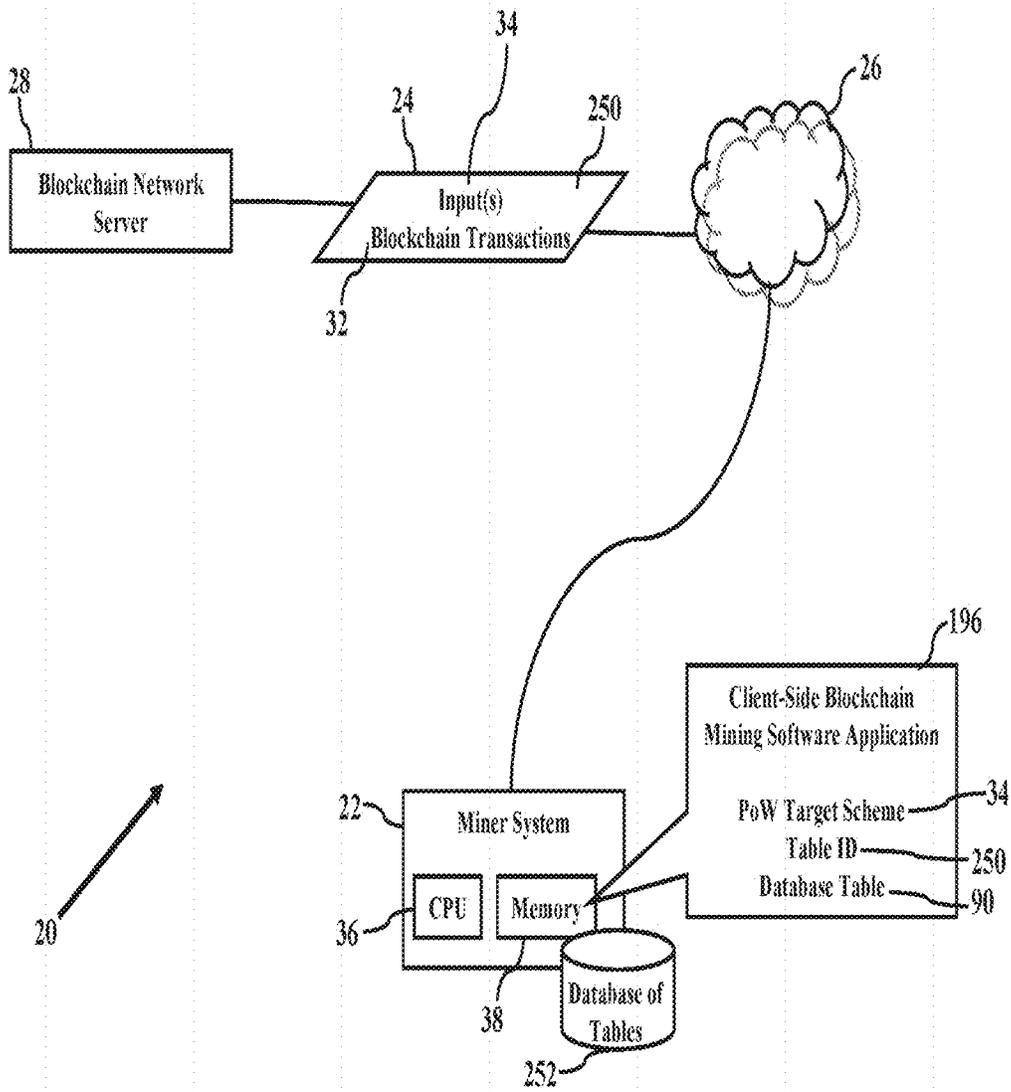 34
28
24
250
26
Blockchain Network
Server
Input(s)
Blockchain Transactions
32
196
Client-Side Blockchain
Mining Software Application
22
Miner System
PoW Target Scheme
34
Table ID
250
Database Table
90
CPU
Memory
36
20
38
Database of
Tables
252